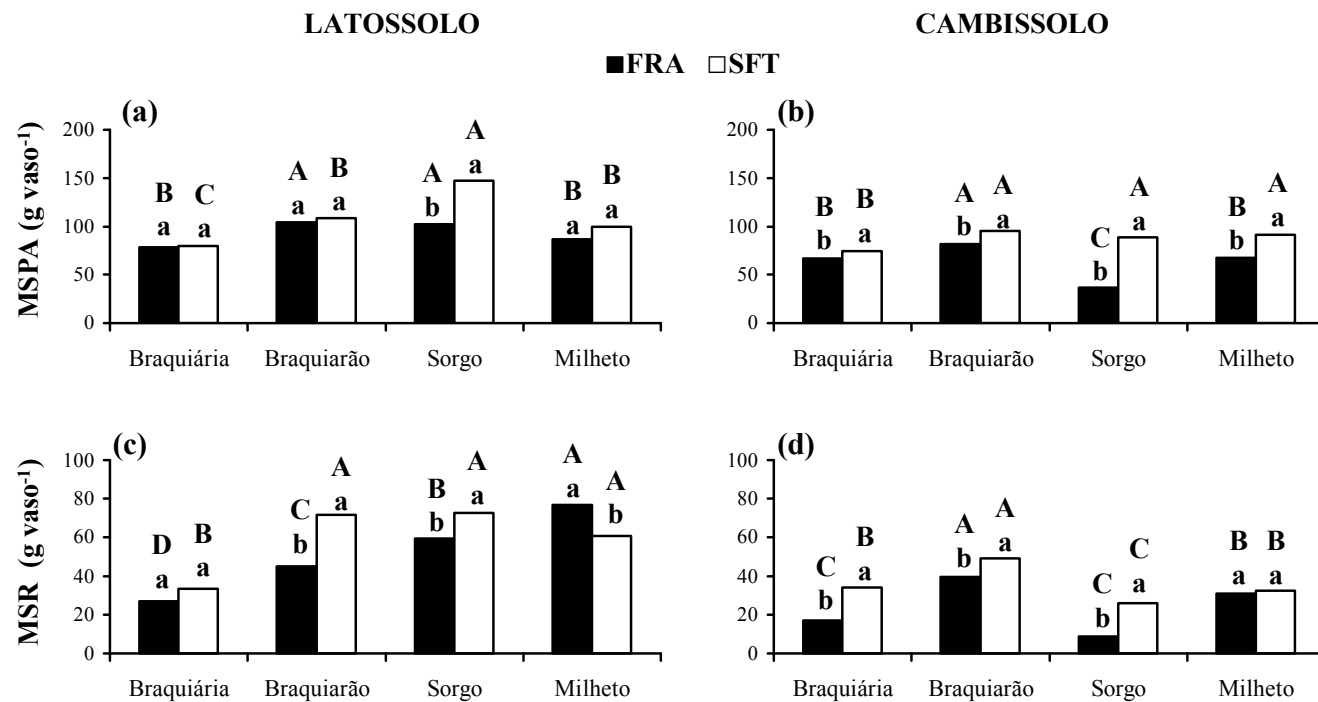 LATOSSOLO
CAMBISSOLO
FRA SFT
(a)
MSPA (g vaso⁻¹)
200
150
100
50
0
B C A B A A B B
a a a a b a a a
Braquiária Braquiarão Sorgo Milheto
(b)
200
150
100
50
0
B B A A C A B A
b a b a b a b a
Braquiária Braquiarão Sorgo Milheto
(c)
MSR (g vaso⁻¹)
100
80
60
40
20
0
D B C A B A A A
a a b a b a a b
Braquiária Braquiarão Sorgo Milheto
(d)
100
80
60
40
20
0
C B A A C C B B
b a b a b a a a
Braquiária Braquiarão Sorgo Milheto